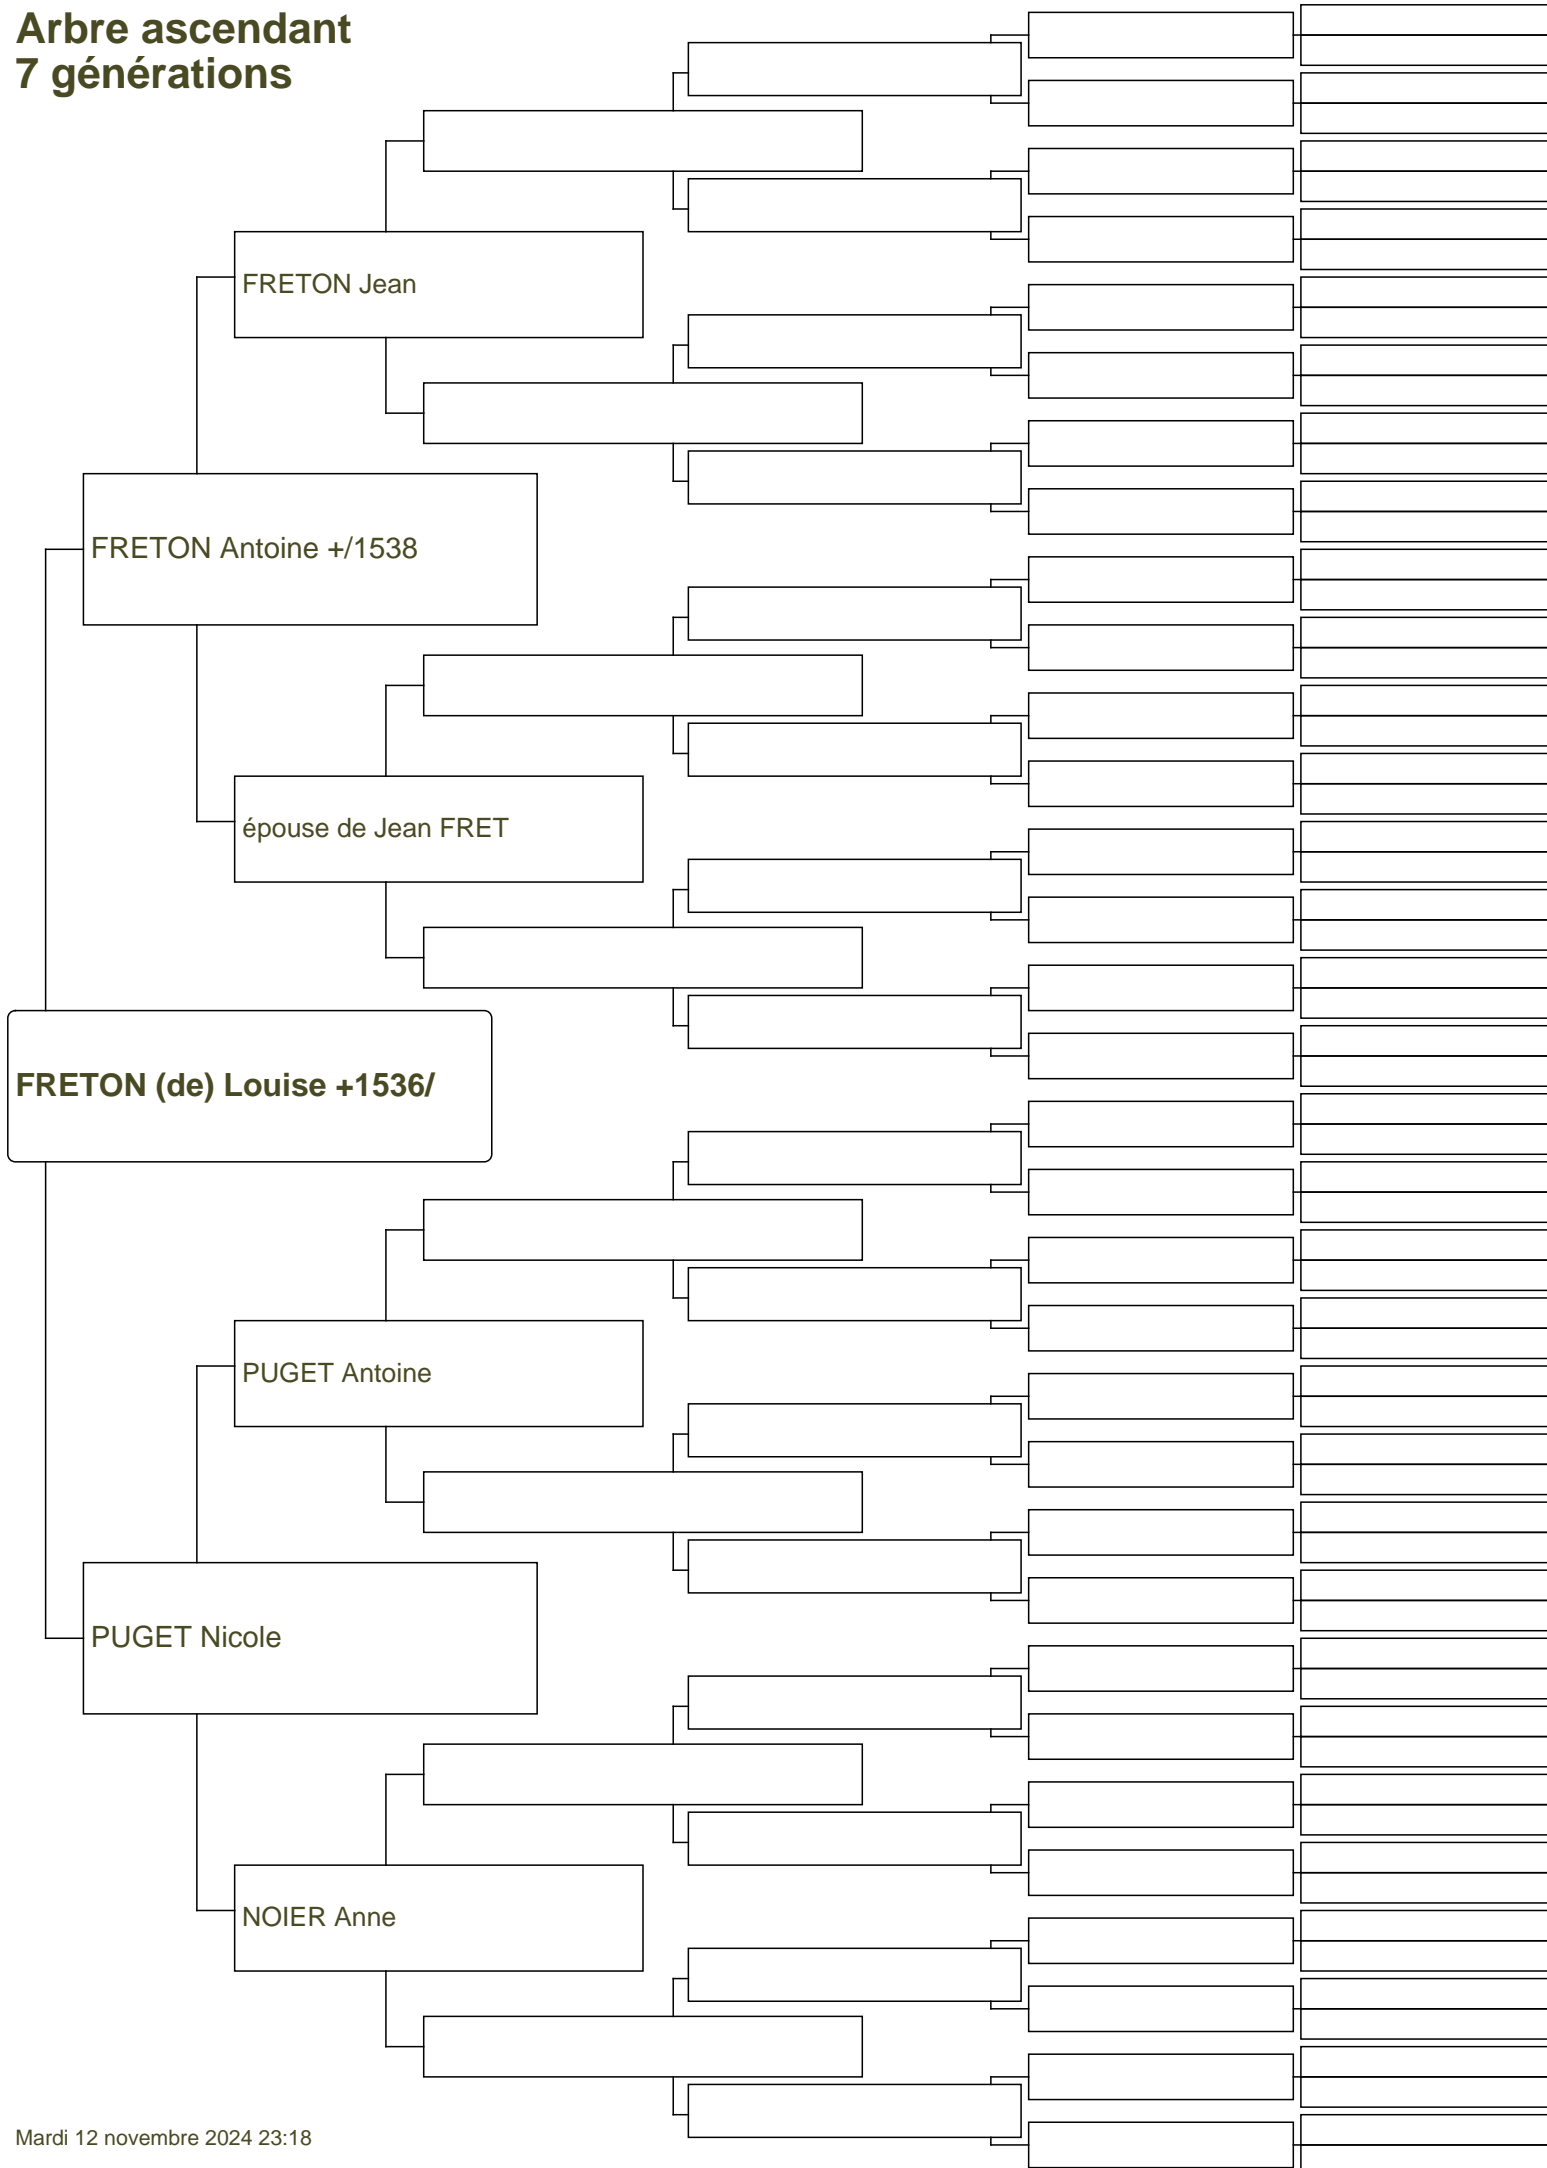 Arbre ascendant
7 générations
FRETON Jean
FRETON Antoine +/1538
épouse de Jean FRET
FRETON (de) Louise +1536/
PUGET Antoine
PUGET Nicole
NOIER Anne
Mardi 12 novembre 2024 23:18